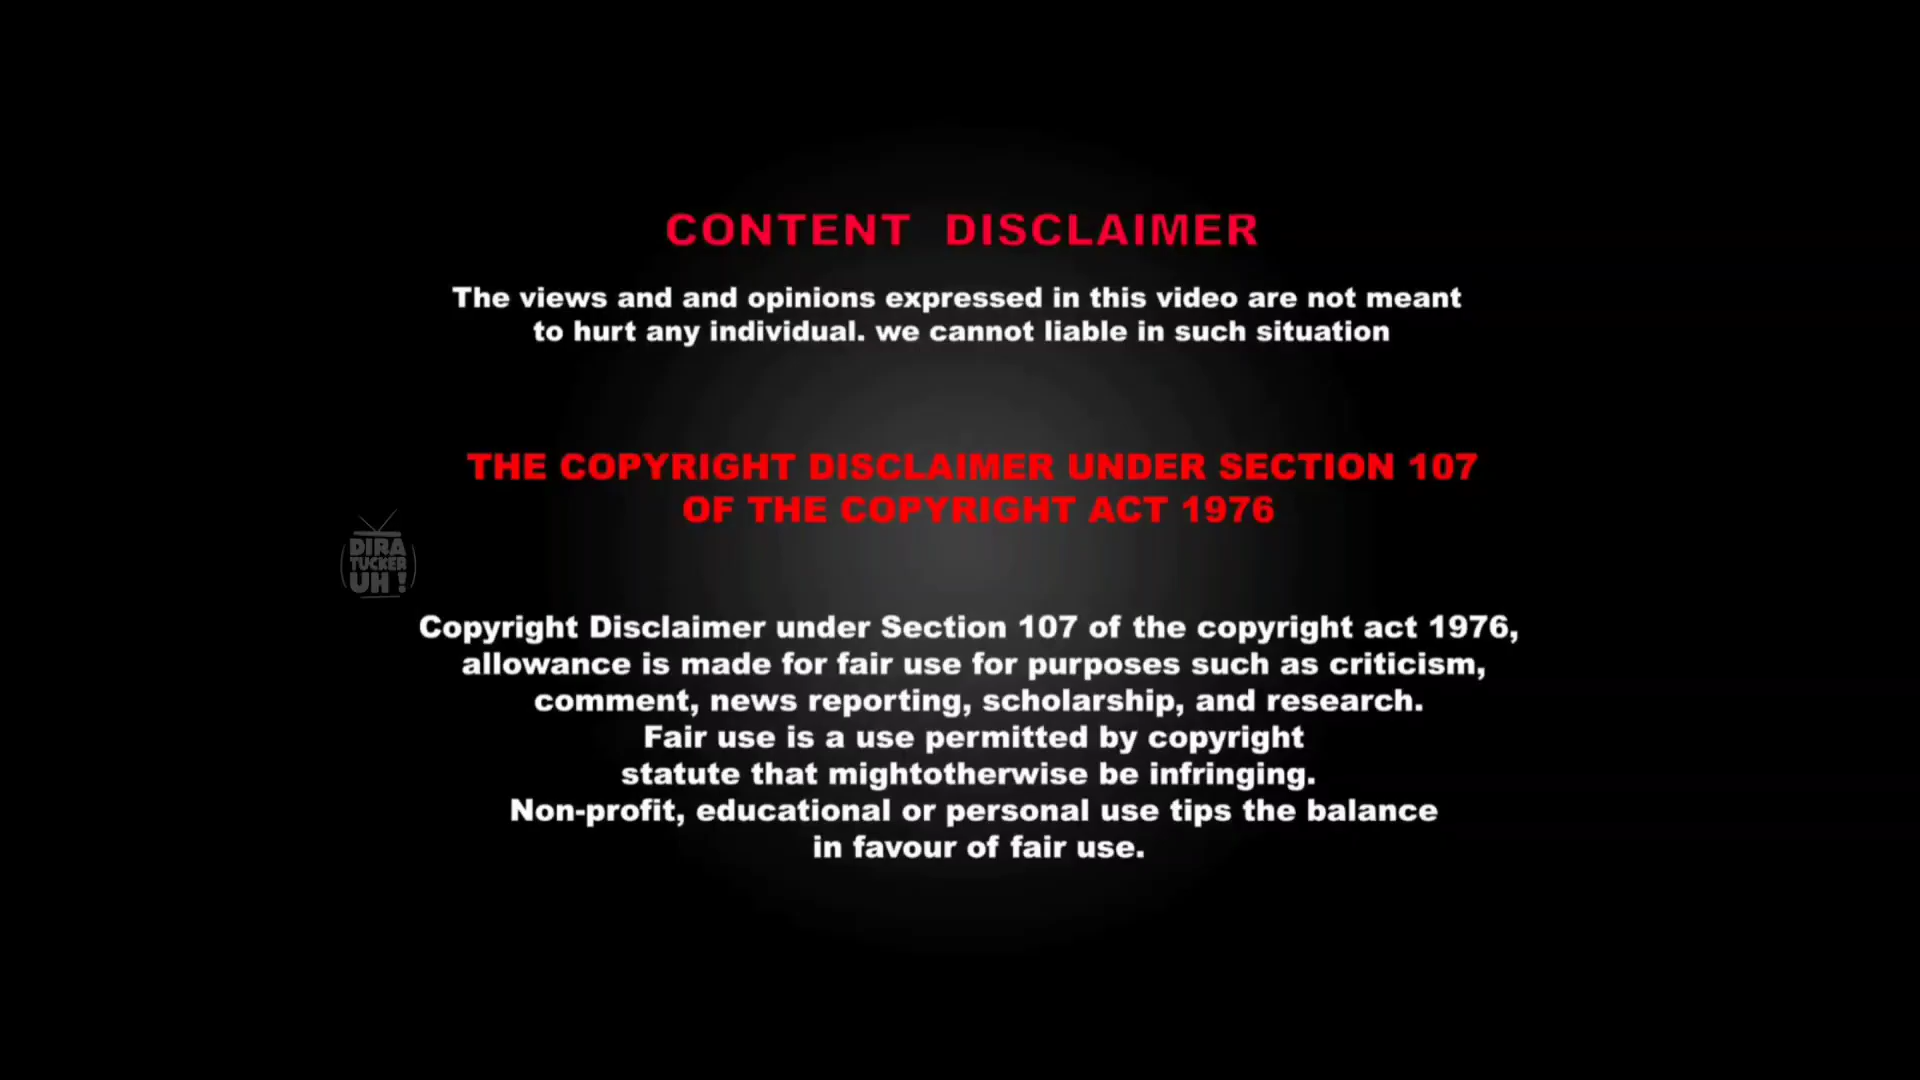 CONTENT DISCLAIMER
The views and and opinions expressed in this video are not meant
to hurt any individual. we cannot liable in such situation
THE COPYRIGHT DISCLAIMER UNDER SECTION 107
OF THE COPYRIGHT ACT 1976
DIRA
TUCKER
UH !
Copyright Disclaimer under Section 107 of the copyright act 1976,
allowance is made for fair use for purposes such as criticism,
comment, news reporting, scholarship, and research.
Fair use is a use permitted by copyright
statute that mightotherwise be infringing.
Non-profit, educational or personal use tips the balance
in favour of fair use.